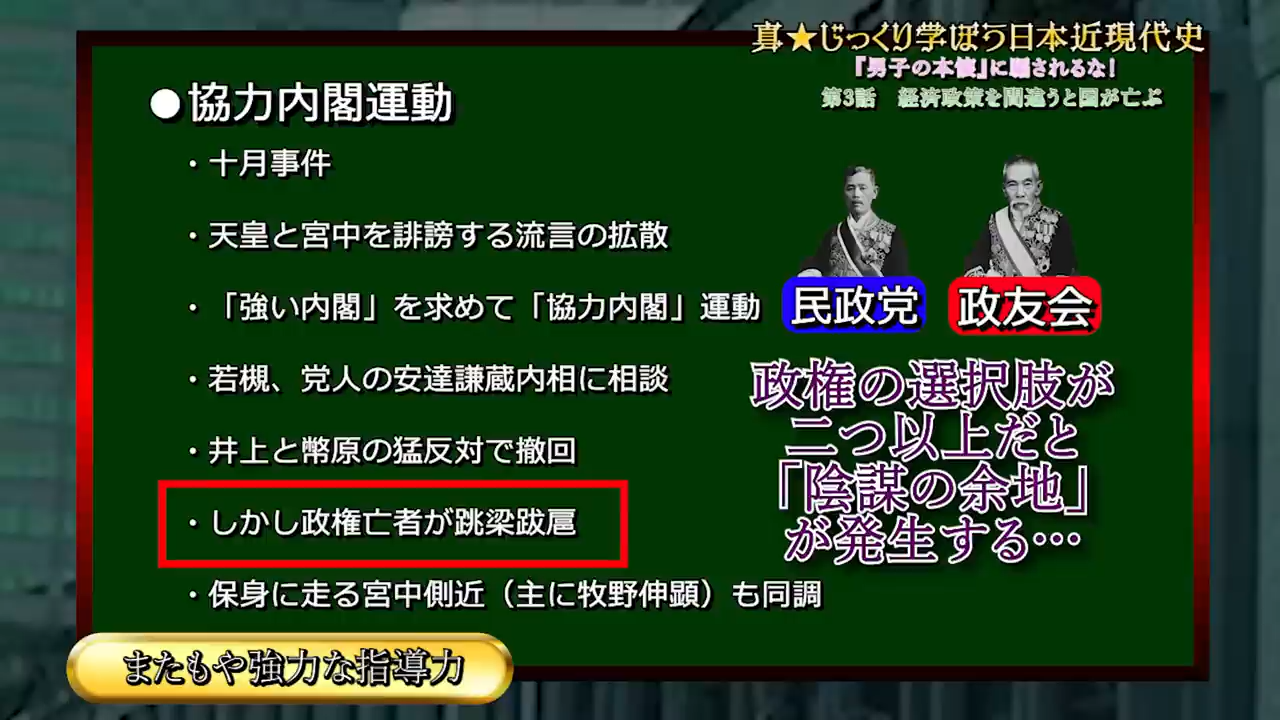 真★じっくり学ぼう日本近現代史
『男子の本懐』に騙されるな!
第3話 経済政策を間違うと国が亡ぶ
●協力内閣運動
・十月事件
・天皇と宮中を誹謗する流言の拡散
・「強い内閣」を求めて「協力内閣」運動
・若槻、党人の安達謙蔵内相に相談
・井上と幣原の猛反対で撤回
・しかし政権亡者が跳梁跋扈
・保身に走る宮中側近（主に牧野伸顕）も同調
民政党
政友会
政権の選択肢が
二つ以上だと
「陰謀の余地」
が発生する…
またもや強力な指導力